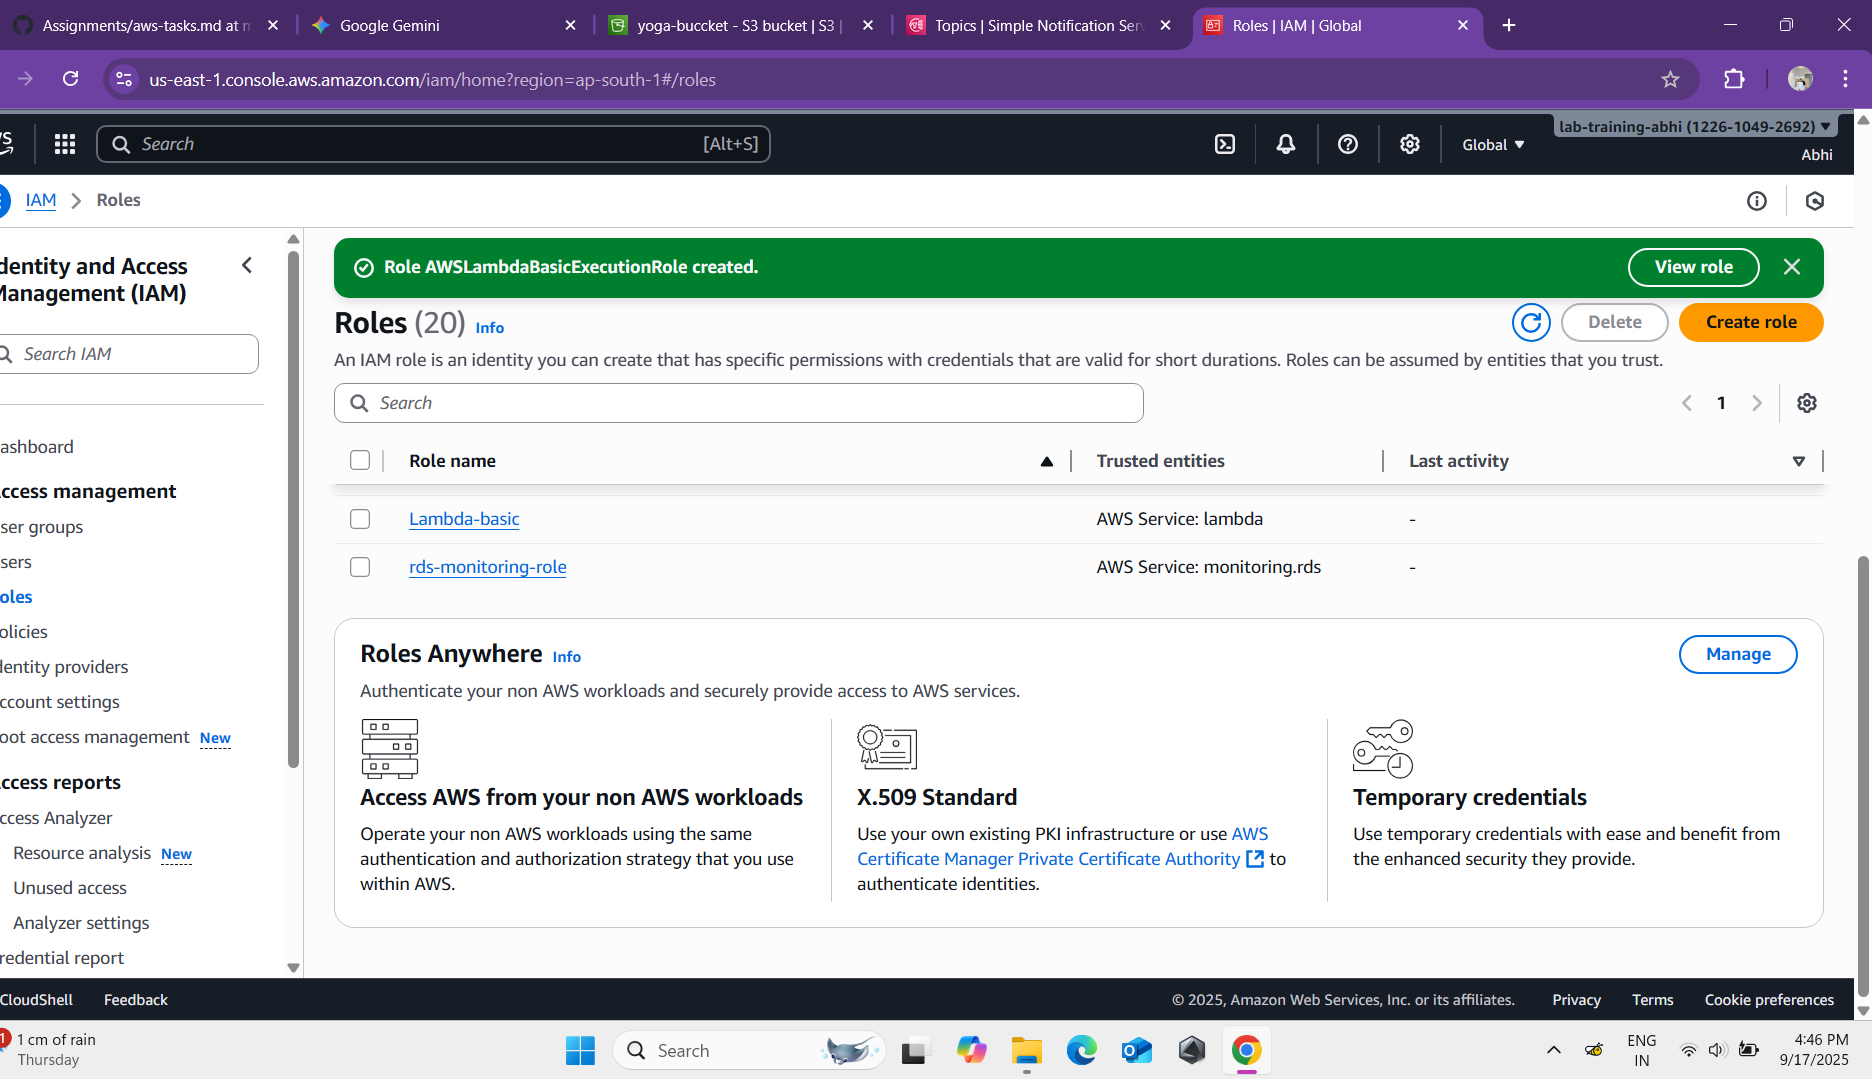 Assignments/aws-tasks.md at m
Google Gemini
yoga-buccket - S3 bucket | S3 |
Topics | Simple Notification Ser
Roles | IAM | Global
us-east-1.console.aws.amazon.com/iam/home?region=ap-south-1#/roles
Search
[Alt+S]
Global
lab-training-abhi (1226-1049-2692)
Abhi
IAM
Roles
dentity and Access
Management (IAM)
Search IAM
ashboard
ccess management
ser groups
sers
oles
olicies
dentity providers
ccount settings
oot access management New
ccess reports
ccess Analyzer
Resource analysis New
Unused access
Analyzer settings
redential report
Role AWSLambdaBasicExecutionRole created.
View role
Roles (20) Info
Delete
Create role
An IAM role is an identity you can create that has specific permissions with credentials that are valid for short durations. Roles can be assumed by entities that you trust.
Search
1
Role name
Trusted entities
Last activity
Lambda-basic
AWS Service: lambda
-
rds-monitoring-role
AWS Service: monitoring.rds
-
Roles Anywhere Info
Manage
Authenticate your non AWS workloads and securely provide access to AWS services.
Access AWS from your non AWS workloads
Operate your non AWS workloads using the same
authentication and authorization strategy that you use
within AWS.
X.509 Standard
Use your own existing PKI infrastructure or use AWS
Certificate Manager Private Certificate Authority to
authenticate identities.
Temporary credentials
Use temporary credentials with ease and benefit from
the enhanced security they provide.
CloudShell
Feedback
© 2025, Amazon Web Services, Inc. or its affiliates.
Privacy
Terms
Cookie preferences
1
1 cm of rain
Thursday
Search
ENG
IN
4:46 PM
9/17/2025